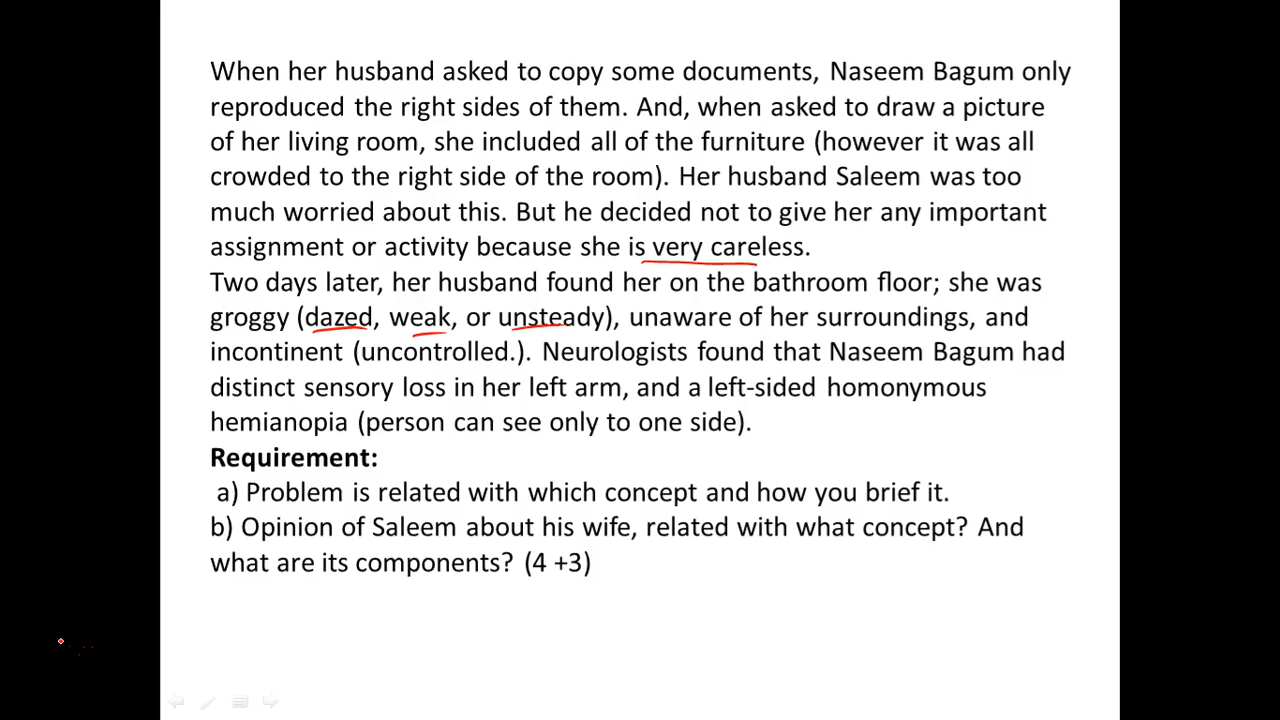 When her husband asked to copy some documents, Naseem Bagum only
reproduced the right sides of them. And, when asked to draw a picture
of her living room, she included all of the furniture (however it was all
crowded to the right side of the room). Her husband Saleem was too
much worried about this. But he decided not to give her any important
assignment or activity because she is very careless.
Two days later, her husband found her on the bathroom floor; she was
groggy (dazed, weak, or unsteady), unaware of her surroundings, and
incontinent (uncontrolled.). Neurologists found that Naseem Bagum had
distinct sensory loss in her left arm, and a left-sided homonymous
hemianopia (person can see only to one side).
Requirement:
a) Problem is related with which concept and how you brief it.
b) Opinion of Saleem about his wife, related with what concept? And
what are its components? (4 +3)